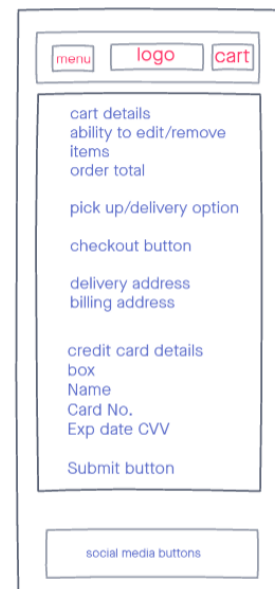 menu logo cart
cart details
ability to edit/remove
items
order total
pick up/delivery option
checkout button
delivery address
billing address
credit card details
box
Name
Card No.
Exp date CVV
Submit button
social media buttons